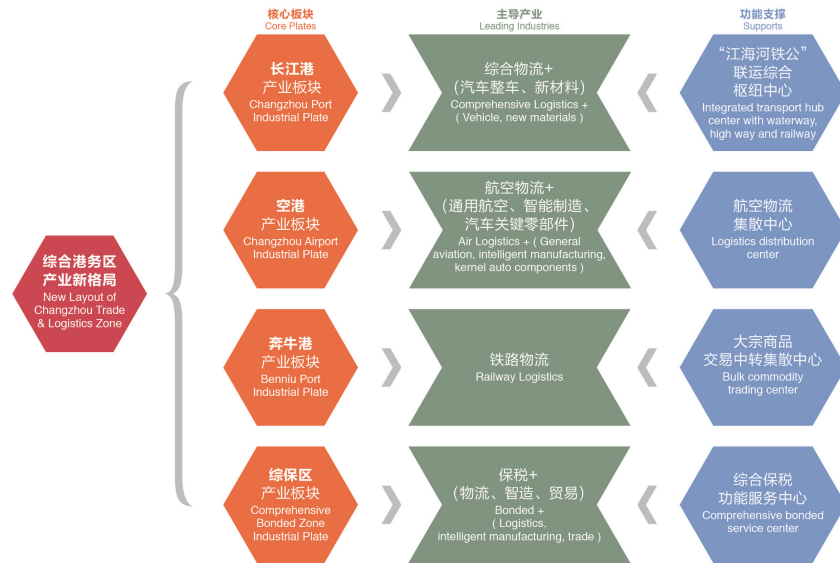 核心板块
Core Plates
主导产业
Leading Industries
功能支撑
Supports
综合港务区
产业新格局
New Layout of
Changzhou Trade
& Logistics Zone
长江港
产业板块
Changzhou Port
Industrial Plate
综合物流+
(汽车整车、新材料)
Comprehensive Logistics +
( Vehicle, new materials )
“江海河铁公”
联运综合
枢纽中心
Integrated transport hub
center with waterway,
high way and railway
空港
产业板块
Changzhou Airport
Industrial Plate
航空物流+
(通用航空、智能制造、
汽车关键零部件)
Air Logistics + ( General
aviation, intelligent manufacturing,
kernel auto components )
航空物流
集散中心
Logistics distribution
center
奔牛港
产业板块
Benniu Port
Industrial Plate
铁路物流
Railway Logistics
大宗商品
交易中转集散中心
Bulk commodity
trading center
综保区
产业板块
Comprehensive
Bonded Zone
Industrial Plate
保税+
(物流、智造、贸易)
Bonded +
( Logistics,
intelligent manufacturing, trade )
综合保税
功能服务中心
Comprehensive bonded
service center